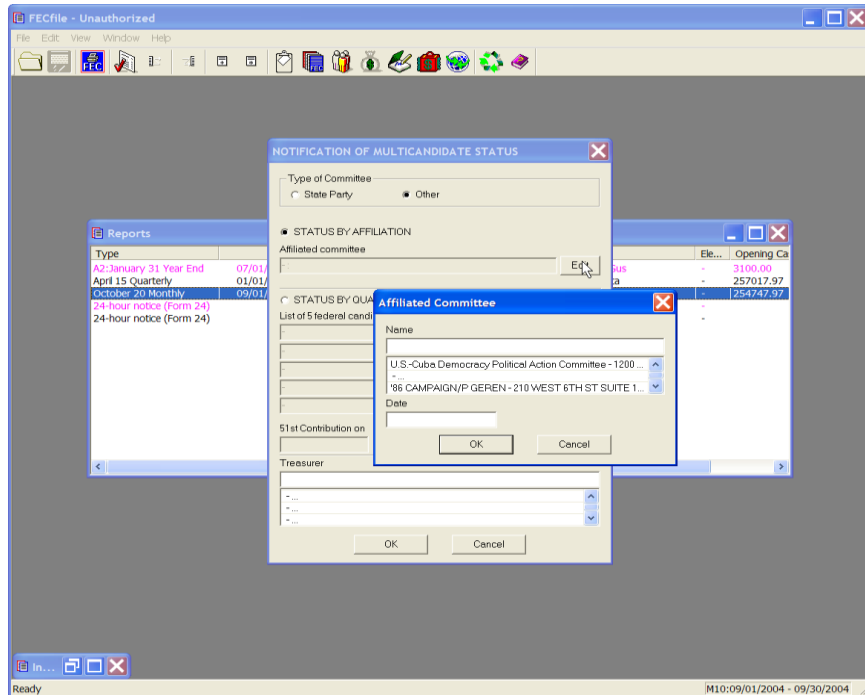 FECfile - Unauthorized
File Edit View Window Help
FEC
FEC
NOTIFICATION OF MULTICANDIDATE STATUS
Type of Committee
State Party Other
STATUS BY AFFILIATION
Affiliated committee
-
Reports
Type Ele... Opening Ca
A2:January 31 Year End 07/01/ - 3100.00
April 15 Quarterly 01/01/ - 257017.97
October 20 Monthly 09/01/ - 254747.97
24-hour notice (Form 24) -
24-hour notice (Form 24) -
STATUS BY QUA
List of 5 federal candi
-
-
-
-
-
51st Contribution on
Affiliated Committee
Name
U.S.-Cuba Democracy Political Action Committee - 1200 ...
- ...
'86 CAMPAIGN/P GEREN - 210 WEST 6TH ST SUITE 1...
Date
OK Cancel
Treasurer
- ...
- ...
- ...
OK Cancel
In...
Ready M10:09/01/2004 - 09/30/2004